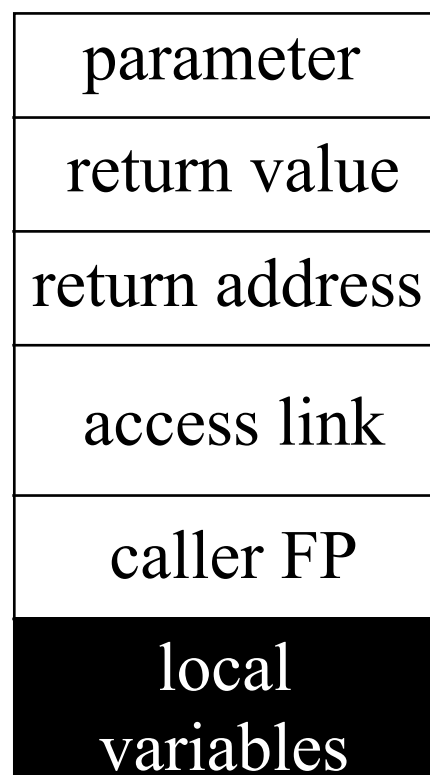 parameter
return value
return address
access link
caller FP
local
variables